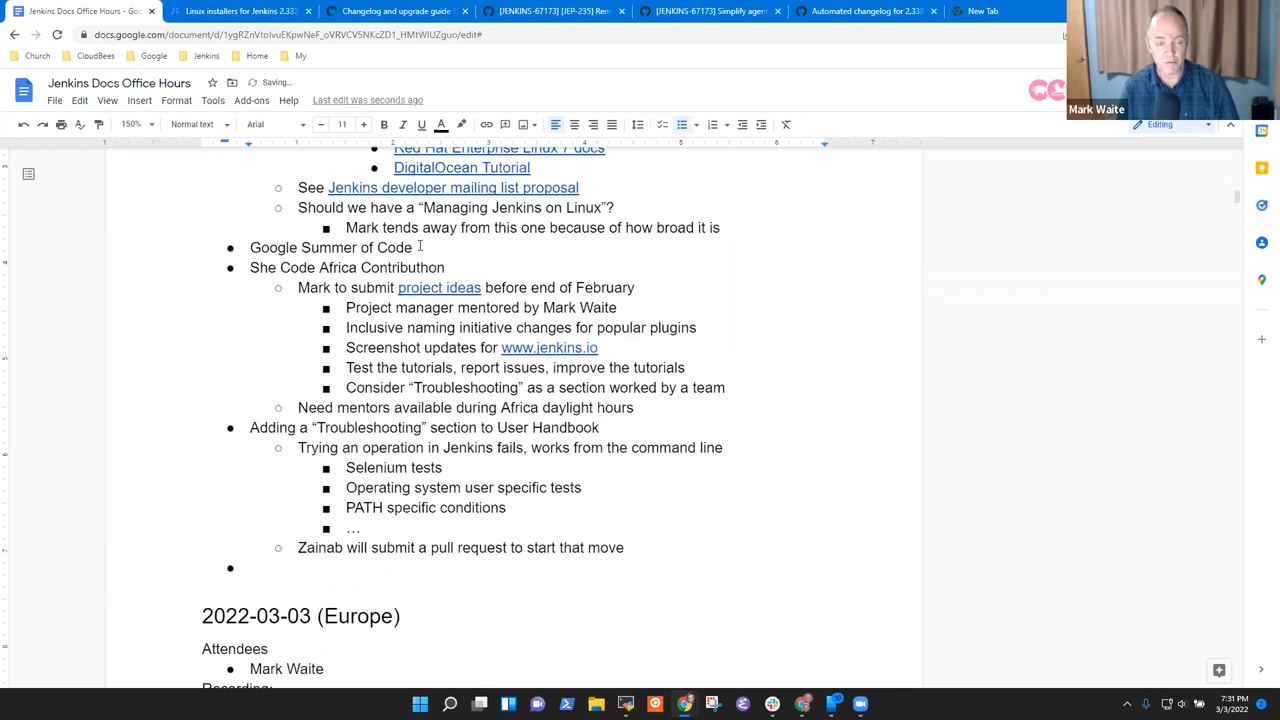 Jenkins Docs Office Hours - Goo
Linux installers for Jenkins 2.332
Changelog and upgrade guide f
[JENKINS-67173] [JEP-235] Rem
[JENKINS-67173] Simplify agen
Automated changelog for 2.338
New Tab
Church
CloudBees
Google
Jenkins
Home
My
Jenkins Docs Office Hours
Saving...
File Edit View Insert Format Tools Add-ons Help Last edit was seconds ago
150% Normal text Arial 11 Editing
Mark Waite
Red Hat Enterprise Linux 7 docs
DigitalOcean Tutorial
See Jenkins developer mailing list proposal
Should we have a “Managing Jenkins on Linux”?
Mark tends away from this one because of how broad it is
Google Summer of Code
She Code Africa Contributhon
Mark to submit project ideas before end of February
Project manager mentored by Mark Waite
Inclusive naming initiative changes for popular plugins
Screenshot updates for www.jenkins.io
Test the tutorials, report issues, improve the tutorials
Consider “Troubleshooting” as a section worked by a team
Need mentors available during Africa daylight hours
Adding a “Troubleshooting” section to User Handbook
Trying an operation in Jenkins fails, works from the command line
Selenium tests
Operating system user specific tests
PATH specific conditions
…
Zainab will submit a pull request to start that move
2022-03-03 (Europe)
Attendees
Mark Waite
Recording:
7:31 PM
3/3/2022